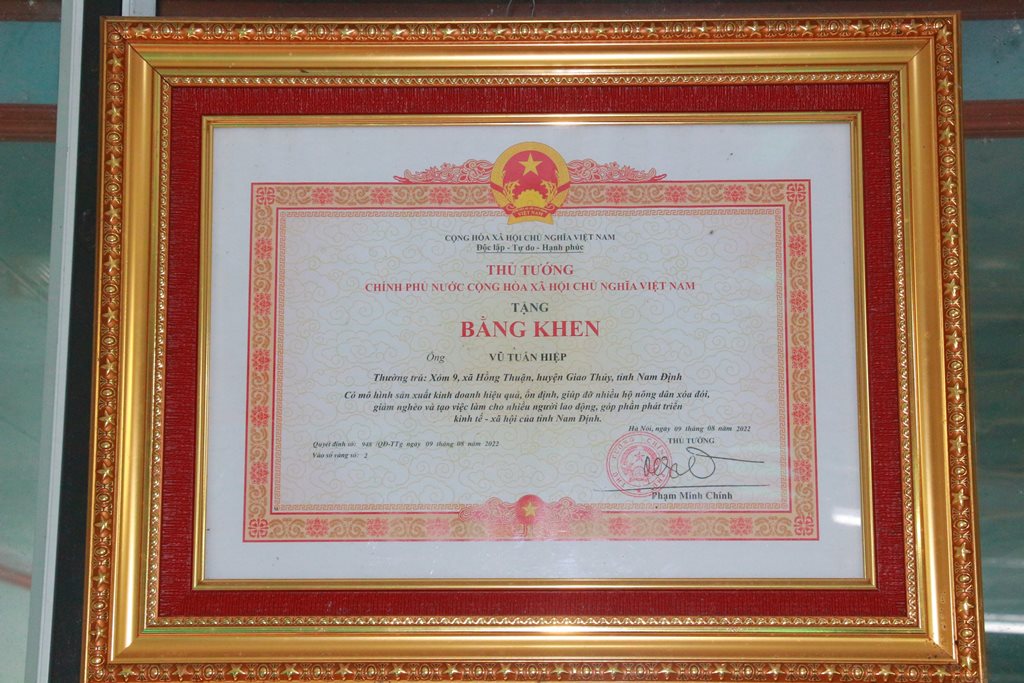 VIỆT NAM
CỘNG HÒA XÃ HỘI CHỦ NGHĨA VIỆT NAM
Độc lập - Tự do - Hạnh phúc
THỦ TƯỚNG
CHÍNH PHỦ NƯỚC CỘNG HÒA XÃ HỘI CHỦ NGHĨA VIỆT NAM
TẶNG
BẰNG KHEN
Ông VŨ TUẤN HIỆP
Thường trú: Xóm 9, xã Hồng Thuận, huyện Giao Thủy, tỉnh Nam Định
Có mô hình sản xuất kinh doanh hiệu quả, ổn định, giúp đỡ nhiều hộ nông dân xóa đói,
giảm nghèo và tạo việc làm cho nhiều người lao động, góp phần phát triển
kinh tế - xã hội của tỉnh Nam Định.
Hà Nội, ngày 09 tháng 08 năm 2022
Quyết định số: 948 /QĐ-TTg ngày 09 tháng 08 năm 2022
Vào sổ vàng số: 2
THỦ TƯỚNG
Phạm Minh Chính